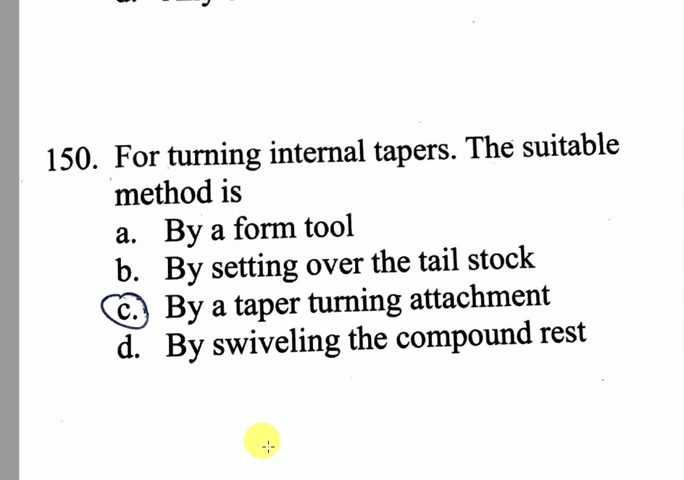 150. For turning internal tapers. The suitable
method is
a. By a form tool
b. By setting over the tail stock
c. By a taper turning attachment
d. By swiveling the compound rest